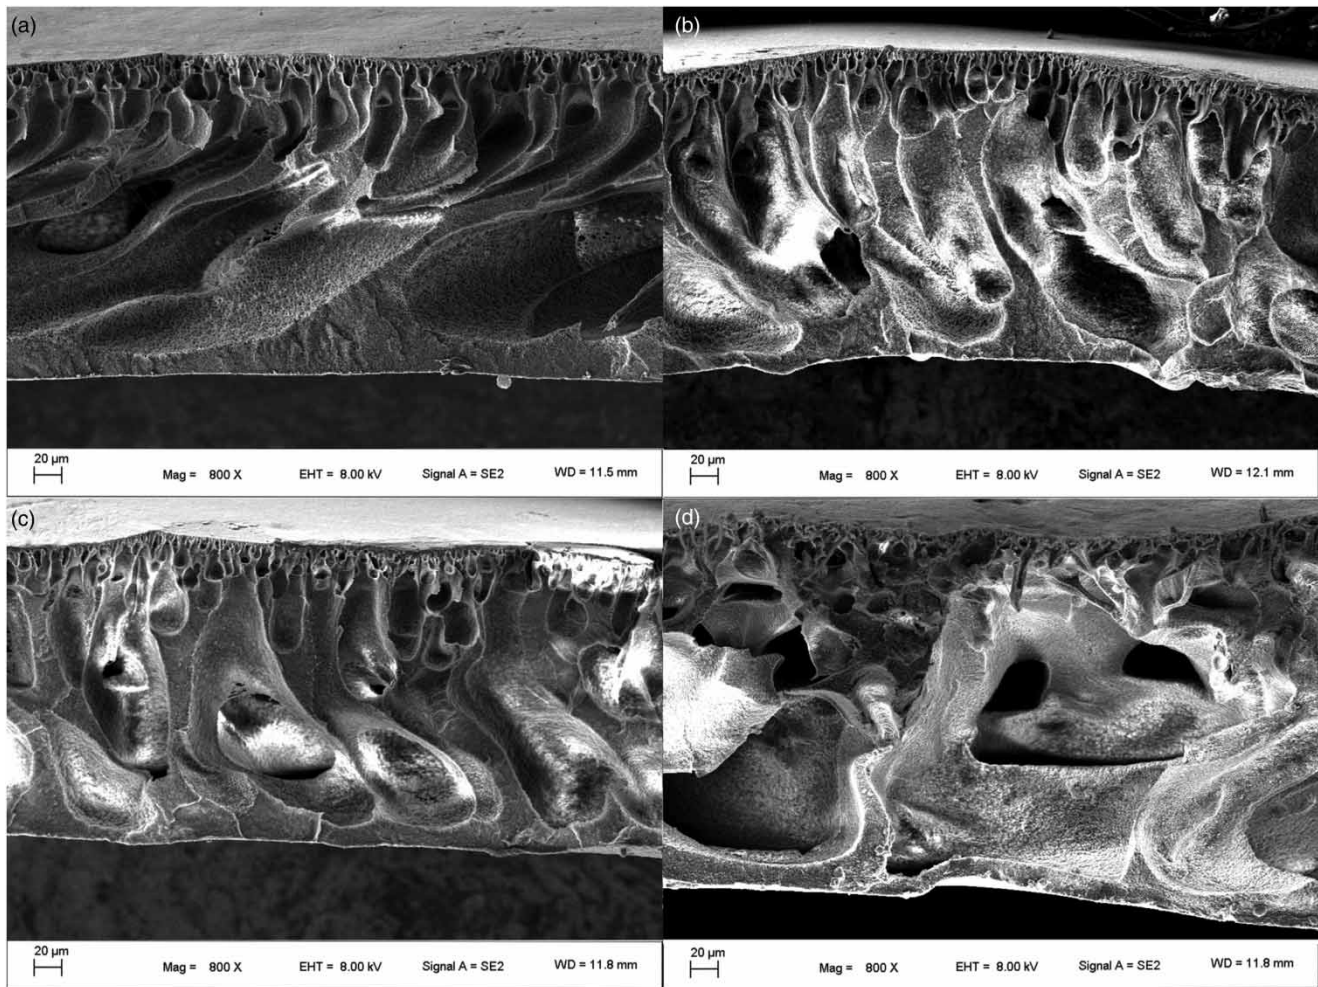 (a)
(b)
20 µm
Mag = 800 X EHT = 8.00 kV Signal A = SE2 WD = 11.5 mm
20 µm
Mag = 800 X EHT = 8.00 kV Signal A = SE2 WD = 12.1 mm
(c)
(d)
20 µm
Mag = 800 X EHT = 8.00 kV Signal A = SE2 WD = 11.8 mm
20 µm
Mag = 800 X EHT = 8.00 kV Signal A = SE2 WD = 11.8 mm